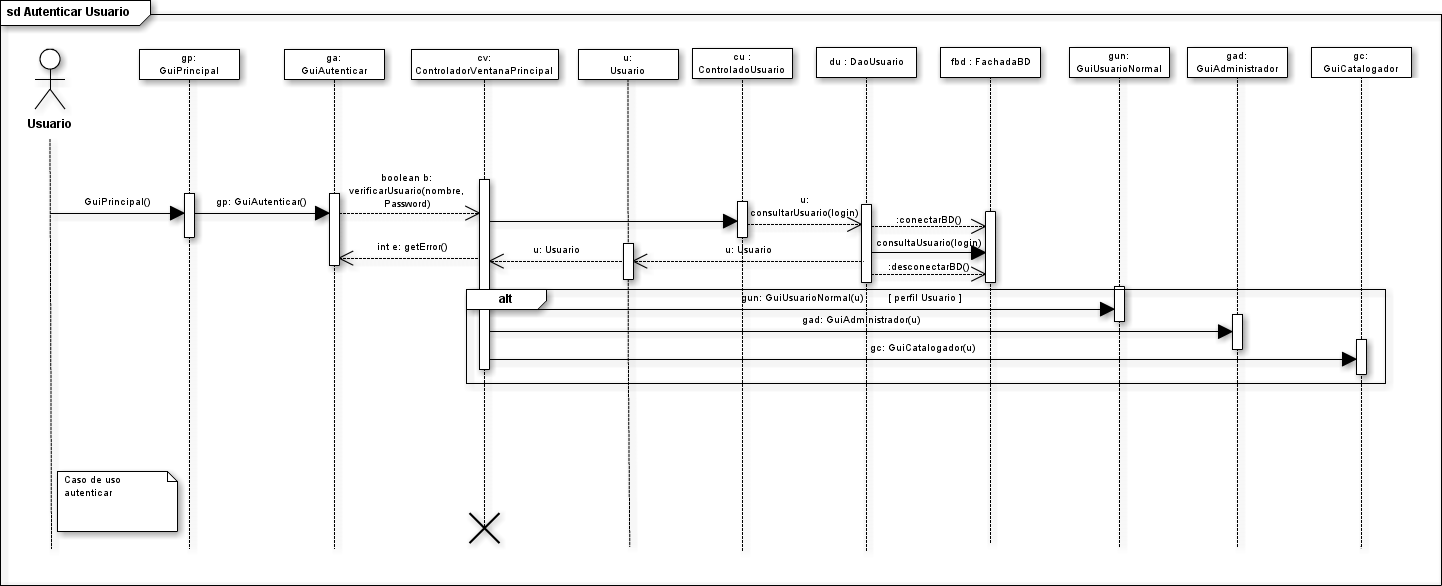 sd Autenticar Usuario
gp:
GuiPrincipal
ga:
GuiAutenticar
cv:
ControladorVentanaPrincipal
u:
Usuario
cu :
ControladoUsuario
du : DaoUsuario
fbd : FachadaBD
gun:
GuiUsuarioNormal
gad:
GuiAdministrador
gc:
GuiCatalogador
Usuario
GuiPrincipal()
gp: GuiAutenticar()
boolean b:
verificarUsuario(nombre,
Password)
u:
consultarUsuario(login)
:conectarBD()
int e: getError()
u: Usuario
u: Usuario
consultaUsuario(login)
:desconectarBD()
alt
gun: GuiUsuarioNormal(u)
[ perfil Usuario ]
gad: GuiAdministrador(u)
gc: GuiCatalogador(u)
Caso de uso
autenticar